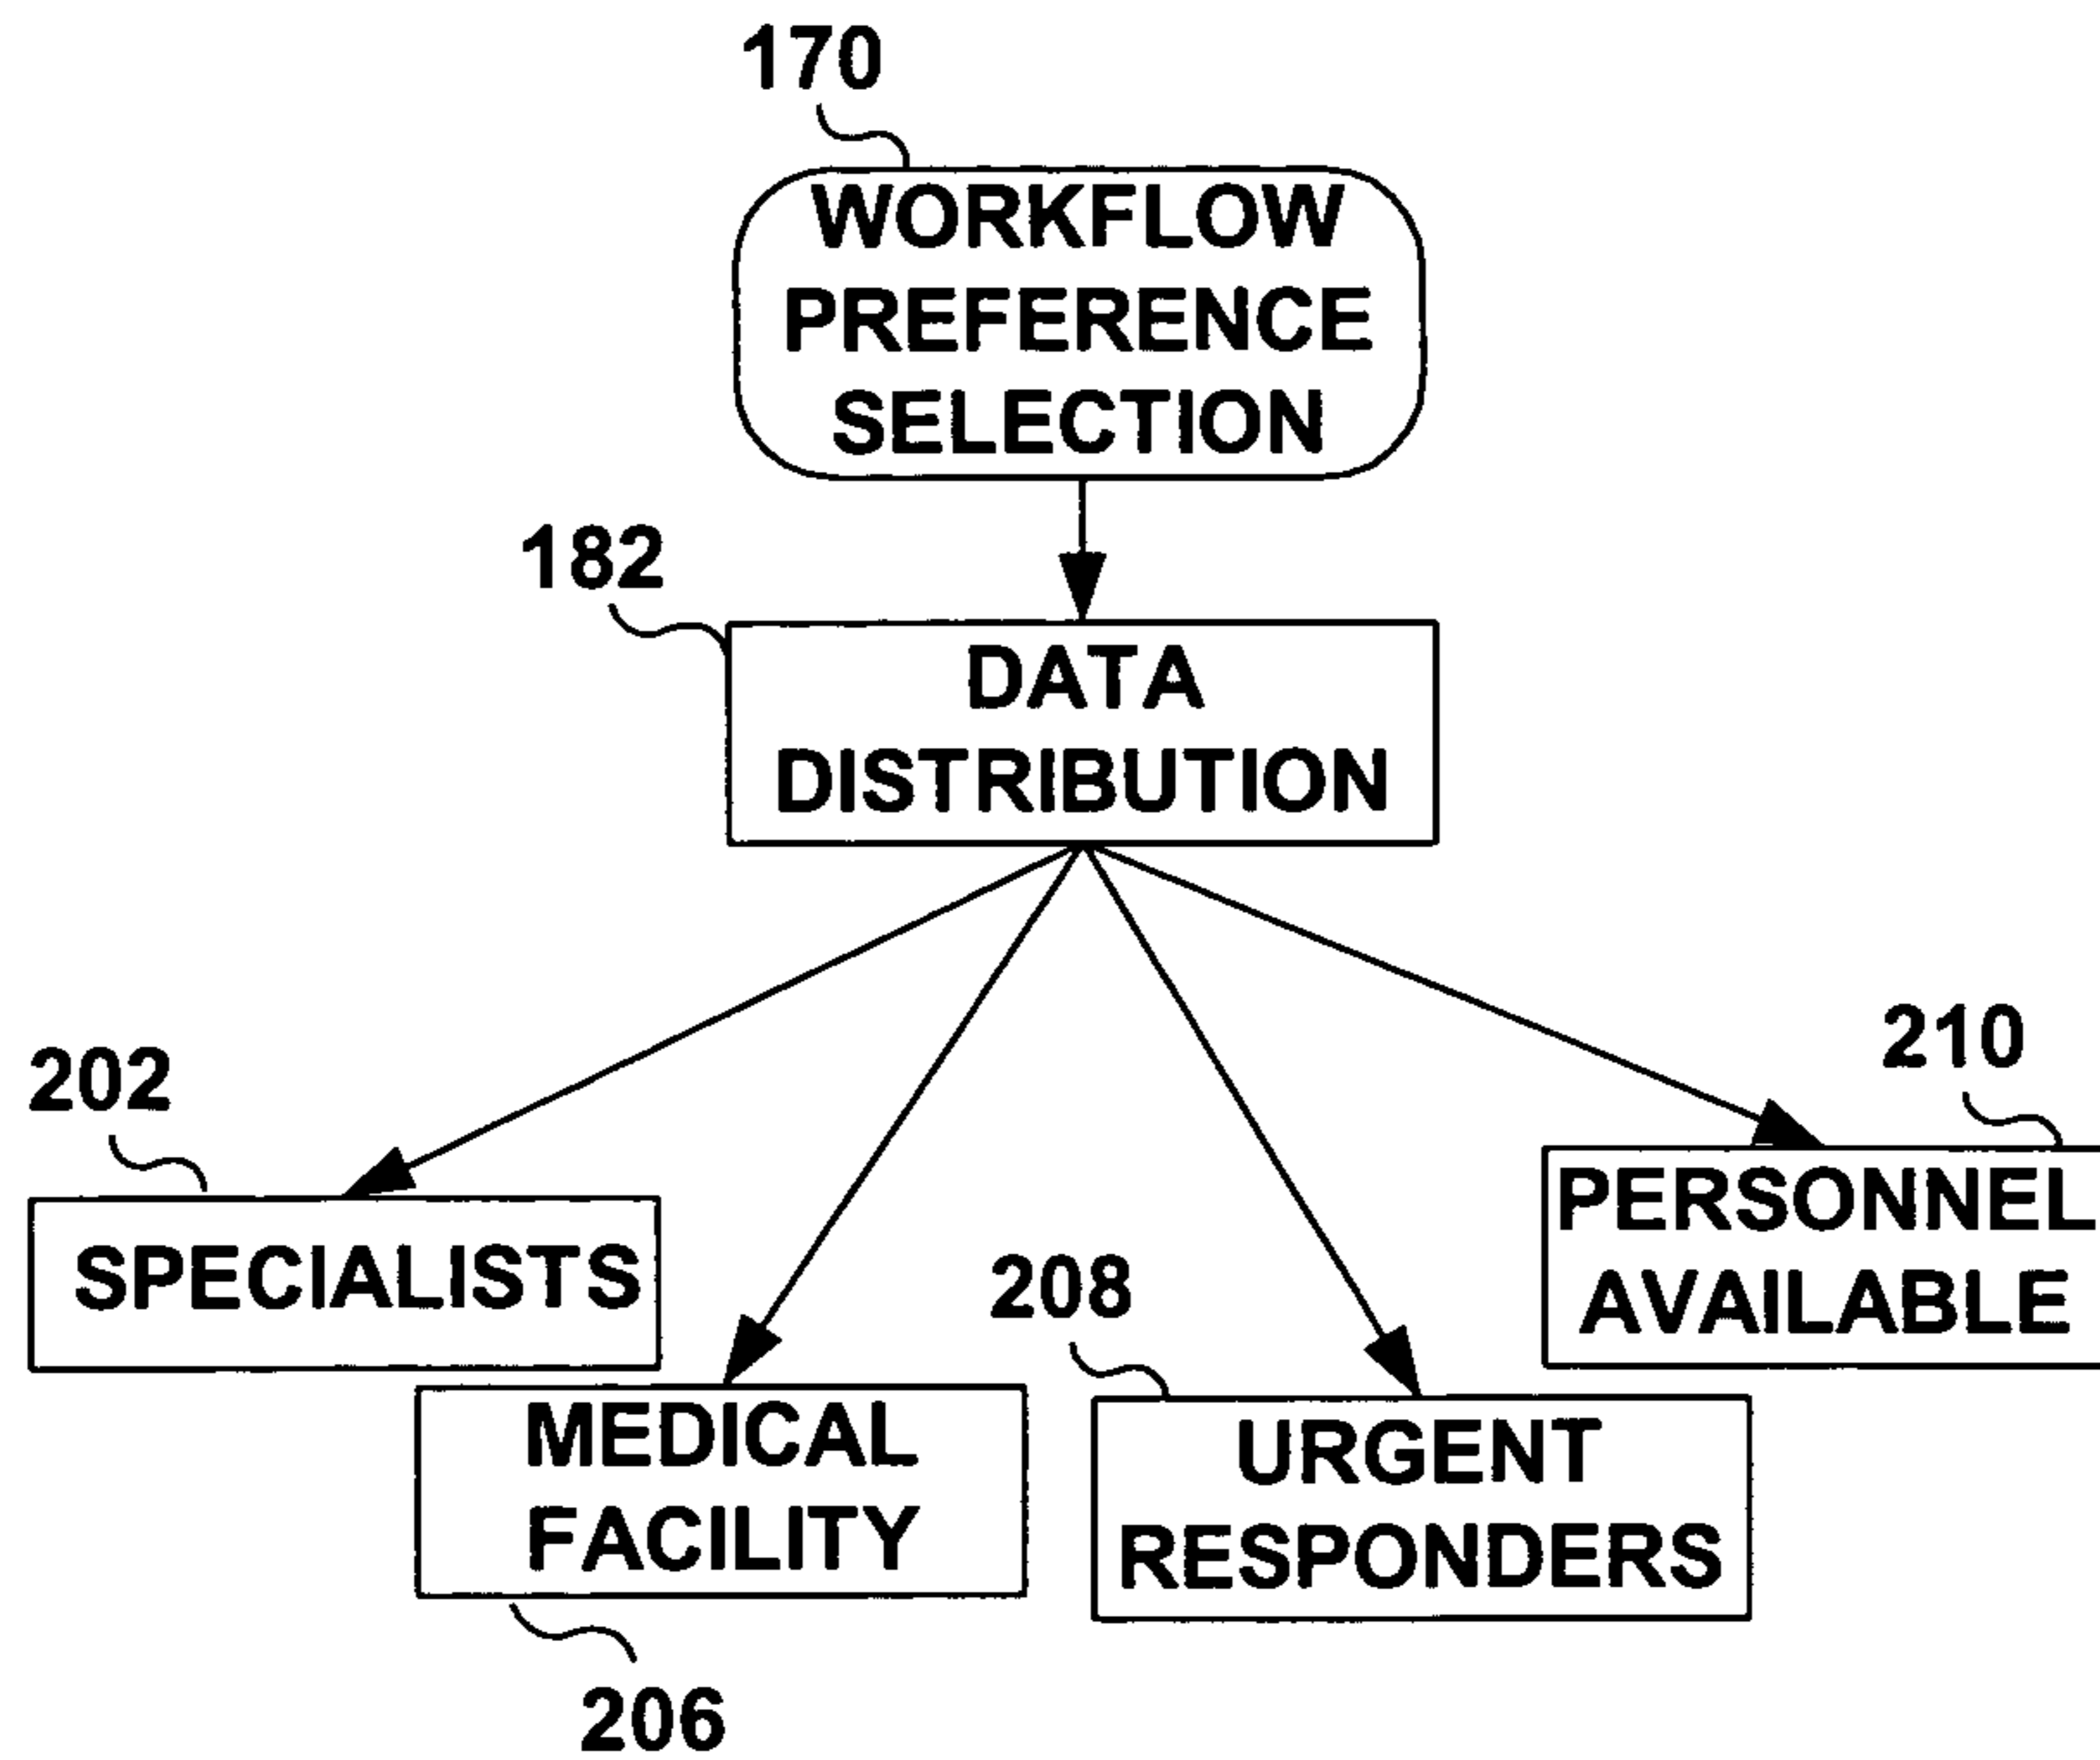 170
WORKFLOW
PREFERENCE
SELECTION
182
DATA
DISTRIBUTION
202
SPECIALISTS
206
MEDICAL
FACILITY
208
URGENT
RESPONDERS
210
PERSONNEL
AVAILABLE